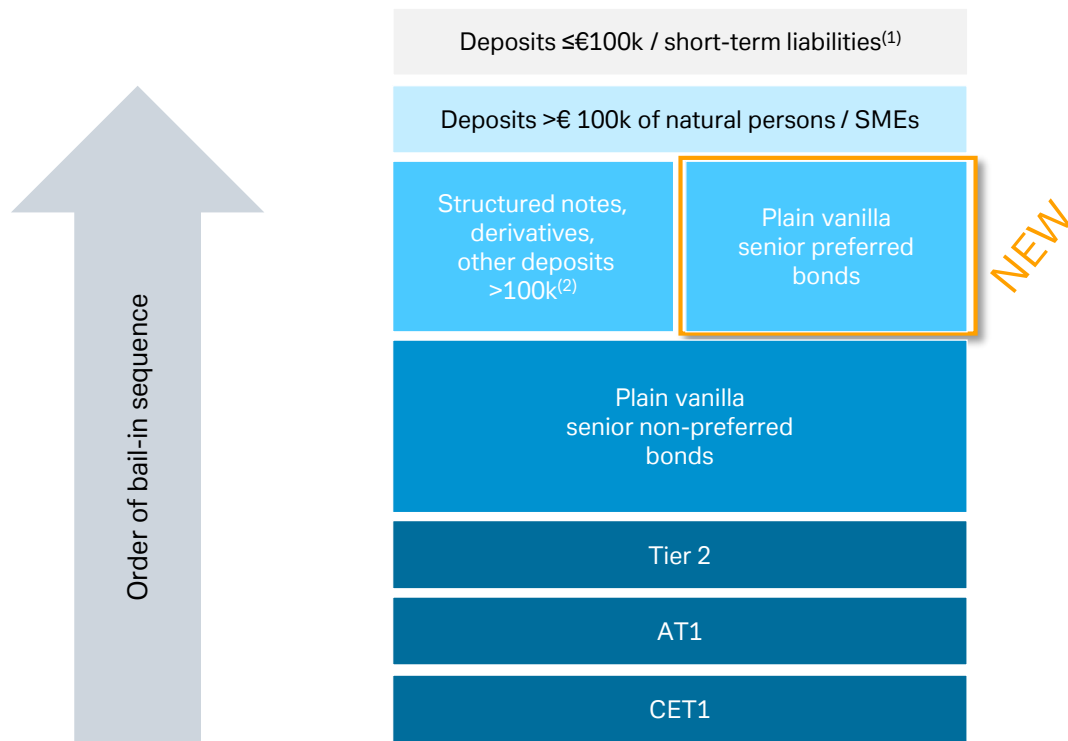 Deposits ≤€100k / short-term liabilities(1)
Deposits >€ 100k of natural persons / SMEs
Structured notes,
derivatives,
other deposits
>100k(2)
Plain vanilla
senior preferred
bonds
NEW
Plain vanilla
senior non-preferred
bonds
Tier 2
AT1
CET1
Order of bail-in sequence